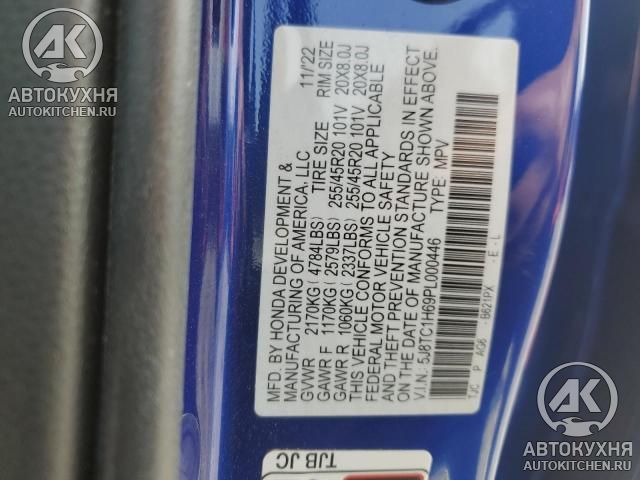 АВТОКУХНЯ
AUTOKITCHEN.RU
MFD. BY HONDA DEVELOPMENT &
MANUFACTURING OF AMERICA, LLC 11/22
GVWR 2170KG (4784LBS) TIRE SIZE RIM SIZE
GAWR F 1170KG (2579LBS) 255/45R20 101V 20X8.0J
GAWR R 1060KG (2337LBS) 255/45R20 101V 20X8.0J
THIS VEHICLE CONFORMS TO ALL APPLICABLE
FEDERAL MOTOR VEHICLE SAFETY
AND THEFT PREVENTION STANDARDS IN EFFECT
ON THE DATE OF MANUFACTURE SHOWN ABOVE.
V.I.N.: 5J8TC1H69PL000446 TYPE: MPV
TJC P AG6 -B621PX -E-L
TJB JC
АВТОКУХНЯ
AUTOKITCHEN.RU